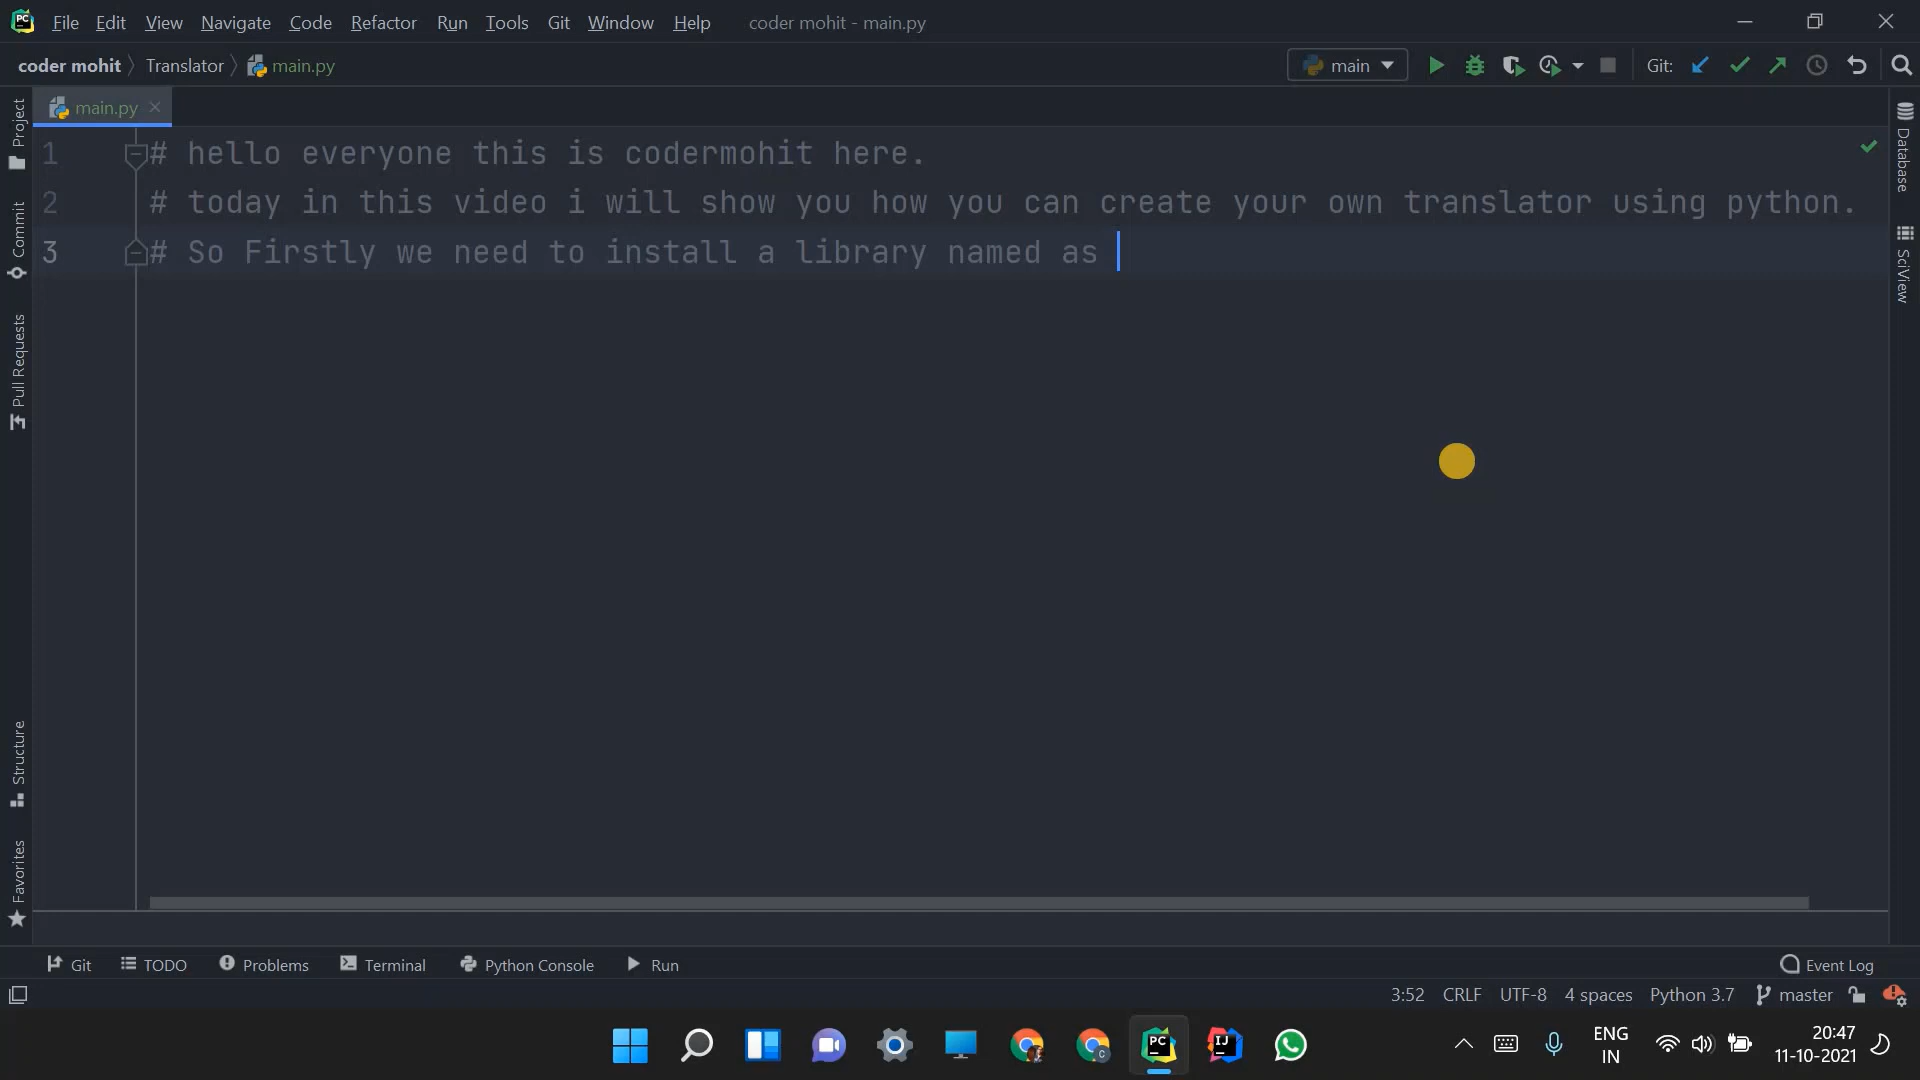 File Edit View Navigate Code Refactor Run Tools Git Window Help coder mohit - main.py
coder mohit Translator main.py main Git:
main.py
1 # hello everyone this is codermohit here.
2 # today in this video i will show you how you can create your own translator using python.
3 # So Firstly we need to install a library named as
Project
Commit
Pull Requests
Structure
Favorites
Database
SciView
Git TODO Problems Terminal Python Console Run Event Log
3:52 CRLF UTF-8 4 spaces Python 3.7 master
PC IJ C PC
ENG 20:47
IN 11-10-2021